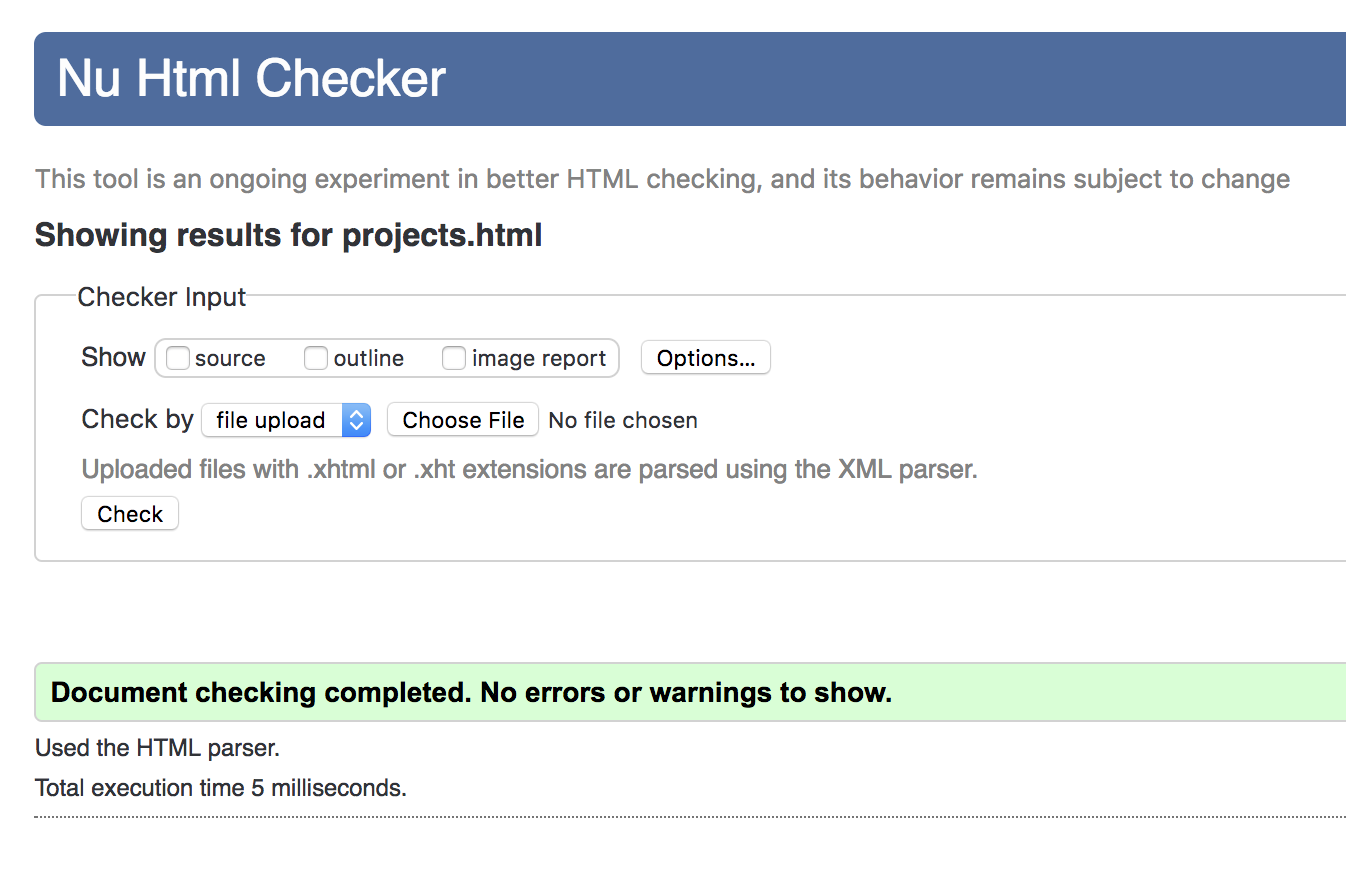 Nu Html Checker
This tool is an ongoing experiment in better HTML checking, and its behavior remains subject to change
Showing results for projects.html
Checker Input
Show source outline image report Options...
Check by file upload Choose File No file chosen
Uploaded files with .xhtml or .xht extensions are parsed using the XML parser.
Check
Document checking completed. No errors or warnings to show.
Used the HTML parser.
Total execution time 5 milliseconds.